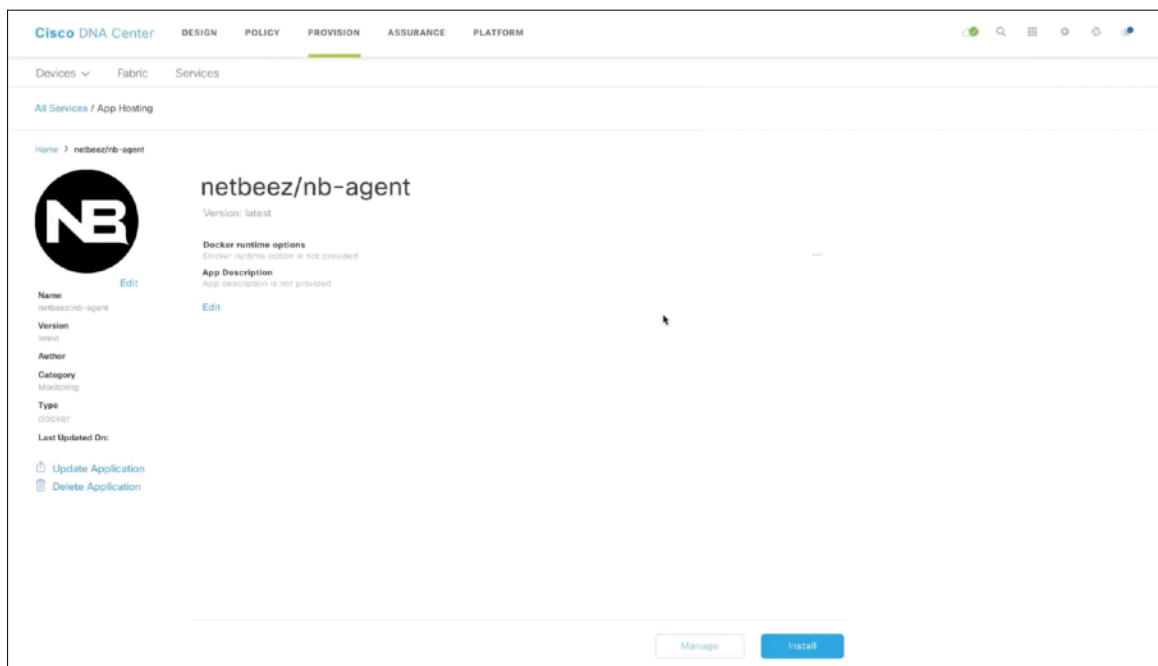 Cisco DNA Center DESIGN POLICY PROVISION ASSURANCE PLATFORM
Devices Fabric Services
All Services / App Hosting
Home > netbeez/nb-agent
NB
netbeez/nb-agent
Version: latest
Docker runtime options
Docker runtime option is not provided
App Description
App description is not provided
Edit
Edit
Name
netbeez/nb-agent
Version
latest
Author
Category
Monitoring
Type
docker
Last Updated On:
Update Application
Delete Application
...
Manage Install